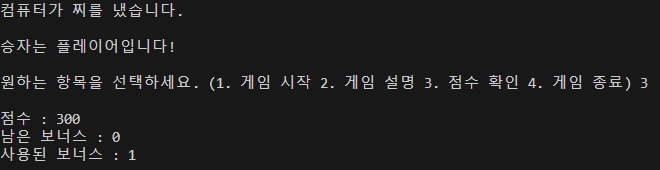 컴퓨터가 찌를 냈습니다.
승자는 플레이어입니다!
원하는 항목을 선택하세요. (1. 게임 시작 2. 게임 설명 3. 점수 확인 4. 게임 종료) 3
점수 : 300
남은 보너스 : 0
사용된 보너스 : 1